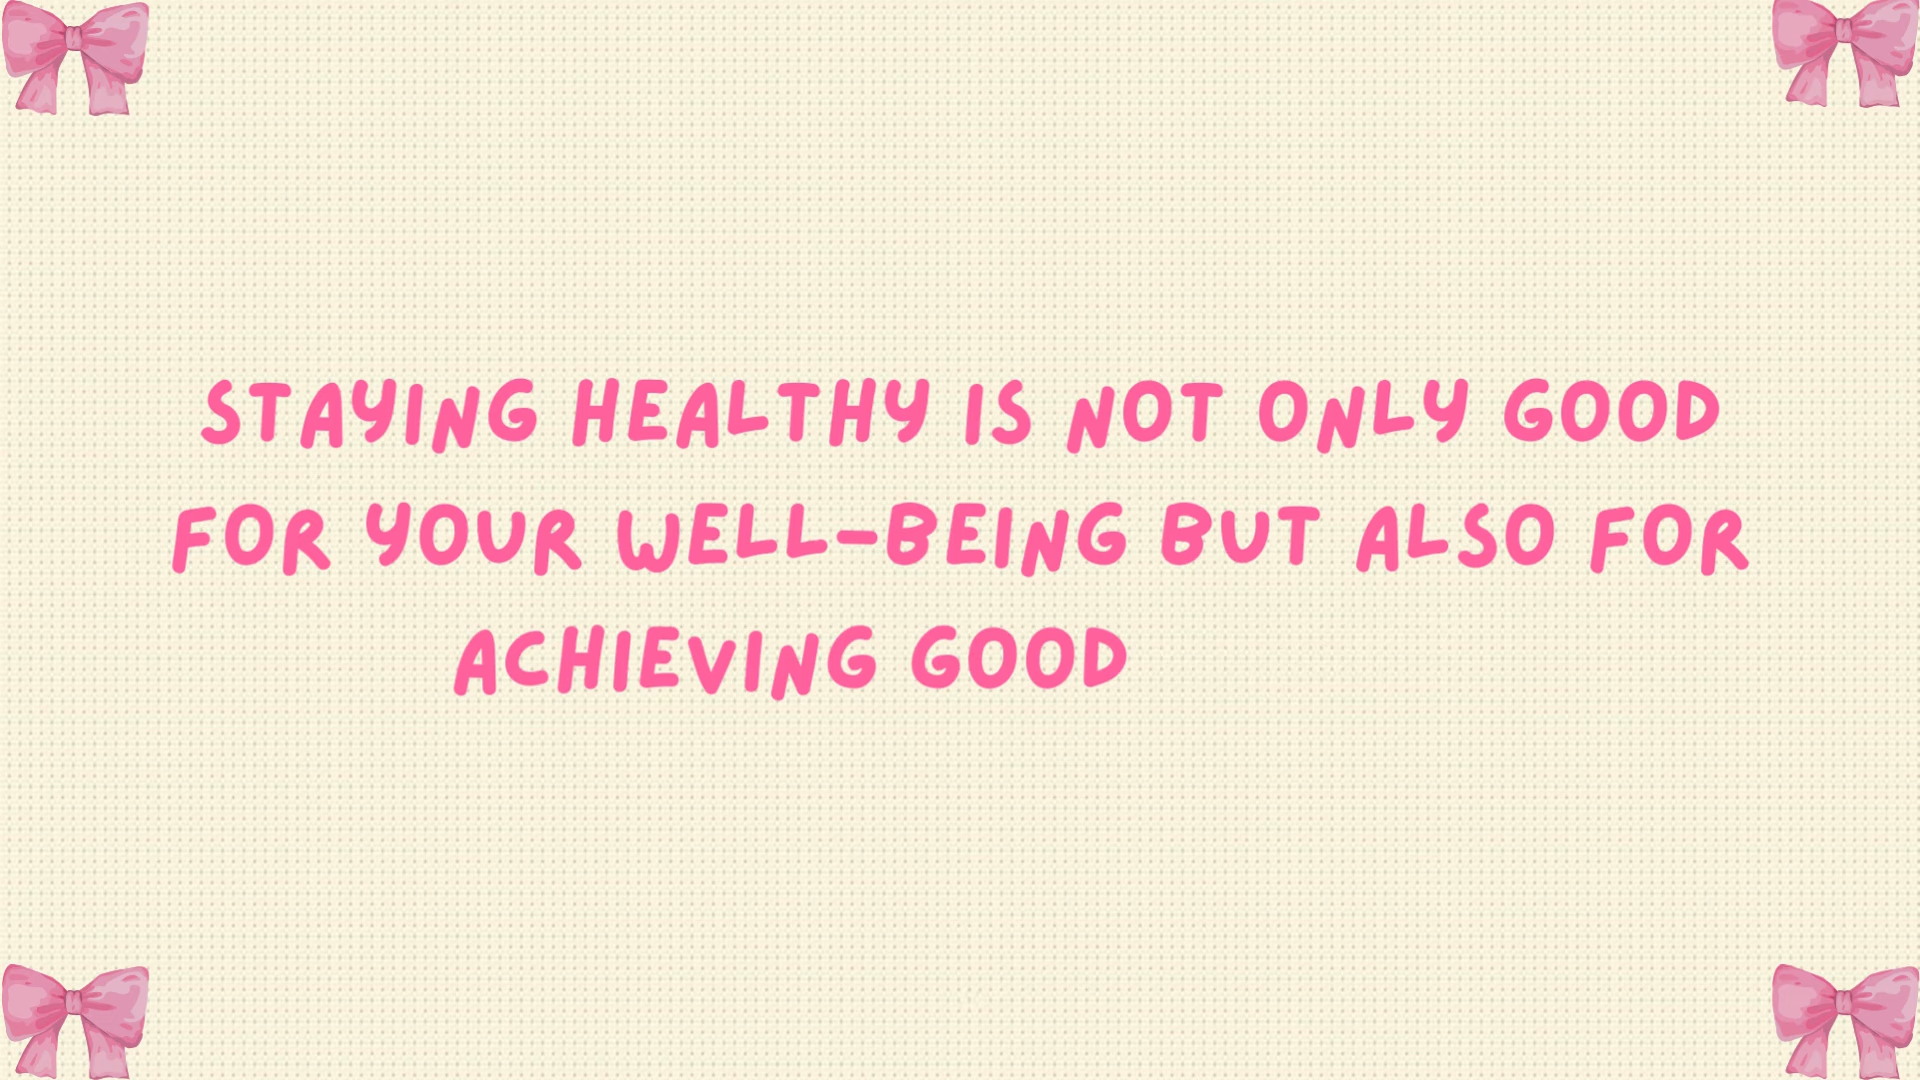 STAYING HEALTHY IS NOT ONLY GOOD
FOR YOUR WELL-BEING BUT ALSO FOR
ACHIEVING GOOD